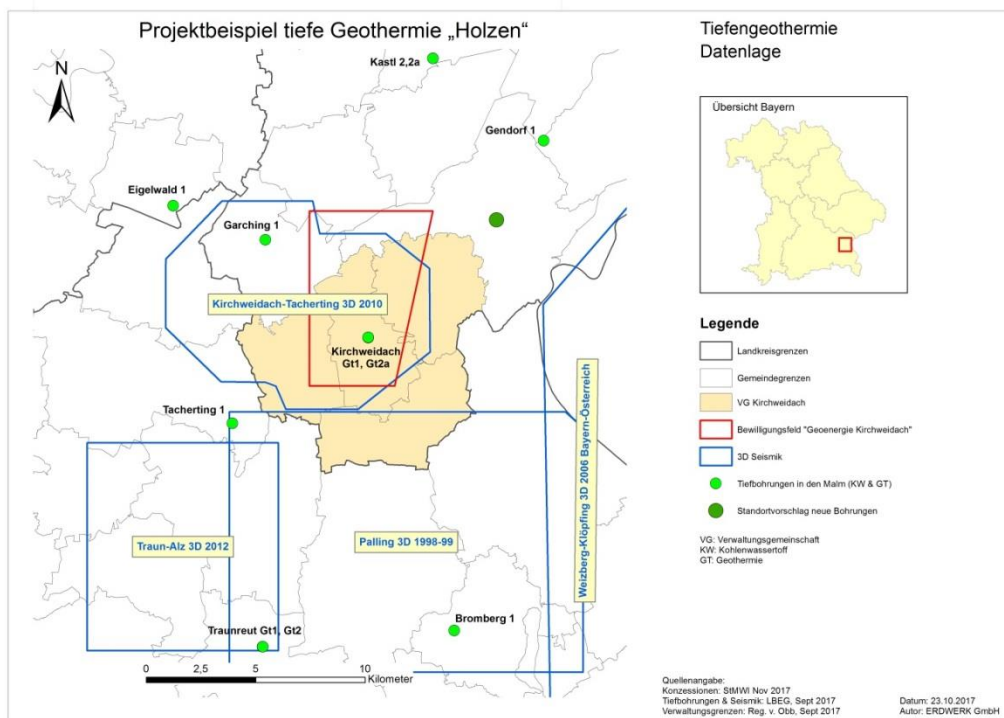 Projektbeispiel tiefe Geothermie „Holzen“
N
Kastl 2,2a
Gendorf 1
Eigelwald 1
Garching 1
Kirchweidach-Tacherting 3D 2010
Kirchweidach
Gt1, Gt2a
Tacherting 1
Weizberg-Klöpfing 3D 2006 Bayern-Österreich
Traun-Alz 3D 2012
Palling 3D 1998-99
Traunreut Gt1, Gt2
Bromberg 1
0 2,5 5 10
Kilometer
Tiefengeothermie
Datenlage
Übersicht Bayern
Legende
Landkreisgrenzen
Gemeindegrenzen
VG Kirchweidach
Bewilligungsfeld "Geoenergie Kirchweidach"
3D Seismik
Tiefbohrungen in den Malm (KW & GT)
Standortvorschlag neue Bohrungen
VG: Verwaltungsgemeinschaft
KW: Kohlenwassertoff
GT: Geothermie
Quellenangabe:
Konzessionen: StMWI Nov 2017
Tiefbohrungen & Seismik: LBEG, Sept 2017
Verwaltungsgrenzen: Reg. v. Obb, Sept 2017
Datum: 23.10.2017
Autor: ERDWERK GmbH